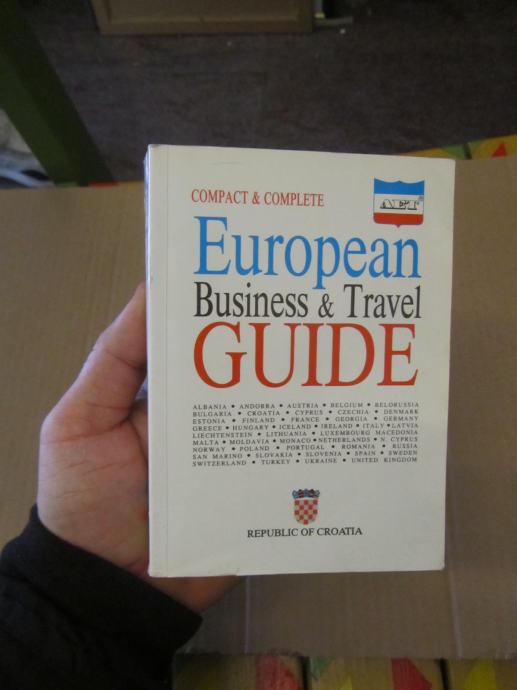 COMPACT & COMPLETE
AET®
European
Business & Travel
GUIDE
ALBANIA • ANDORRA • AUSTRIA • BELGIUM • BELORUSSIA
BULGARIA • CROATIA • CYPRUS • CZECHIA • DENMARK
ESTONIA • FINLAND • FRANCE • GEORGIA • GERMANY
GREECE • HUNGARY • ICELAND • IRELAND • ITALY • LATVIA
LIECHTENSTEIN • LITHUANIA • LUXEMBOURG MACEDONIA
MALTA • MOLDAVIA • MONACO • NETHERLANDS • N. CYPRUS
NORWAY • POLAND • PORTUGAL • ROMANIA • RUSSIA
SAN MARINO • SLOVAKIA • SLOVENIA • SPAIN • SWEDEN
SWITZERLAND • TURKEY • UKRAINE • UNITED KINGDOM
REPUBLIC OF CROATIA